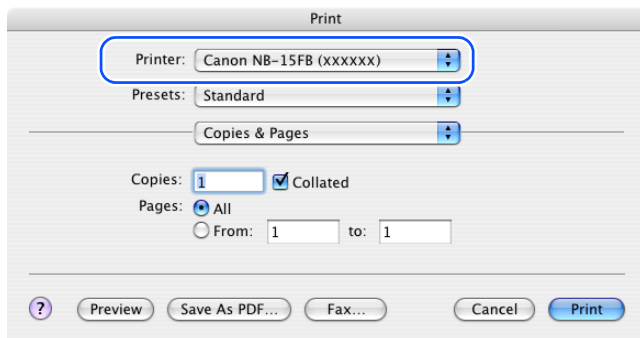 Print
Printer: Canon NB-15FB (xxxxxx)
Presets: Standard
Copies & Pages
Copies: 1 Collated
Pages: All
From: 1 to: 1
? Preview Save As PDF... Fax... Cancel Print